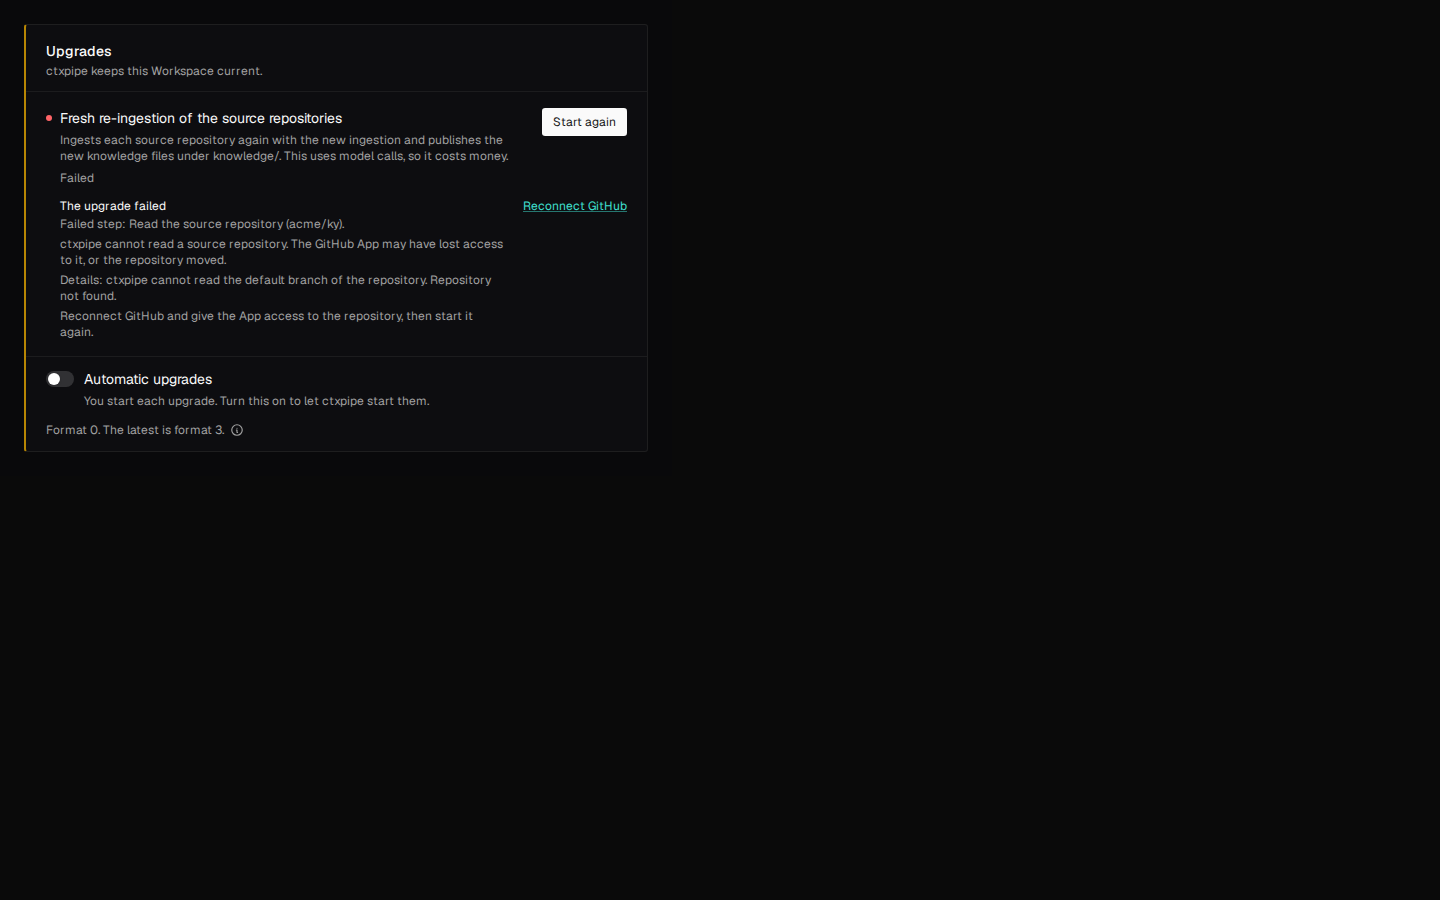 Upgrades
ctxpipe keeps this Workspace current.
Fresh re-ingestion of the source repositories
Start again
Ingests each source repository again with the new ingestion and publishes the
new knowledge files under knowledge/. This uses model calls, so it costs money.
Failed
The upgrade failed
Reconnect GitHub
Failed step: Read the source repository (acme/ky).
ctxpipe cannot read a source repository. The GitHub App may have lost access
to it, or the repository moved.
Details: ctxpipe cannot read the default branch of the repository. Repository
not found.
Reconnect GitHub and give the App access to the repository, then start it
again.
Automatic upgrades
You start each upgrade. Turn this on to let ctxpipe start them.
Format 0. The latest is format 3.